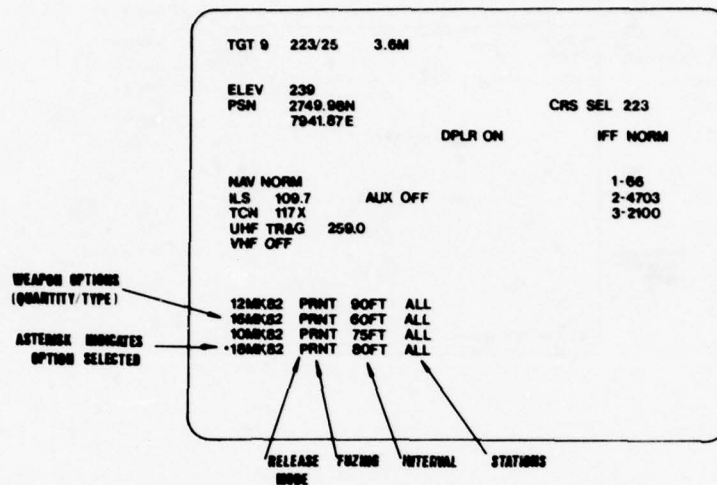 TGT 9 223/25 3.6M
ELEV 239
PSN 2749.98N CRS SEL 223
7941.87E
DPLR ON IFF NORM
NAV NORM 1-66
ILS 109.7 AUX OFF 2-4703
TCN 117X 3-2100
UHF TR&G 259.0
VHF OFF
WEAPON OPTIONS
(QUANTITY/TYPE)
12MK82 PRNT 90FT ALL
16MK82 PRNT 60FT ALL
10MK82 PRNT 75FT ALL
ASTERISK INDICATES
OPTION SELECTED
*18MK82 PRNT 80FT ALL
RELEASE MODE
FUZING
INTERVAL
STATIONS